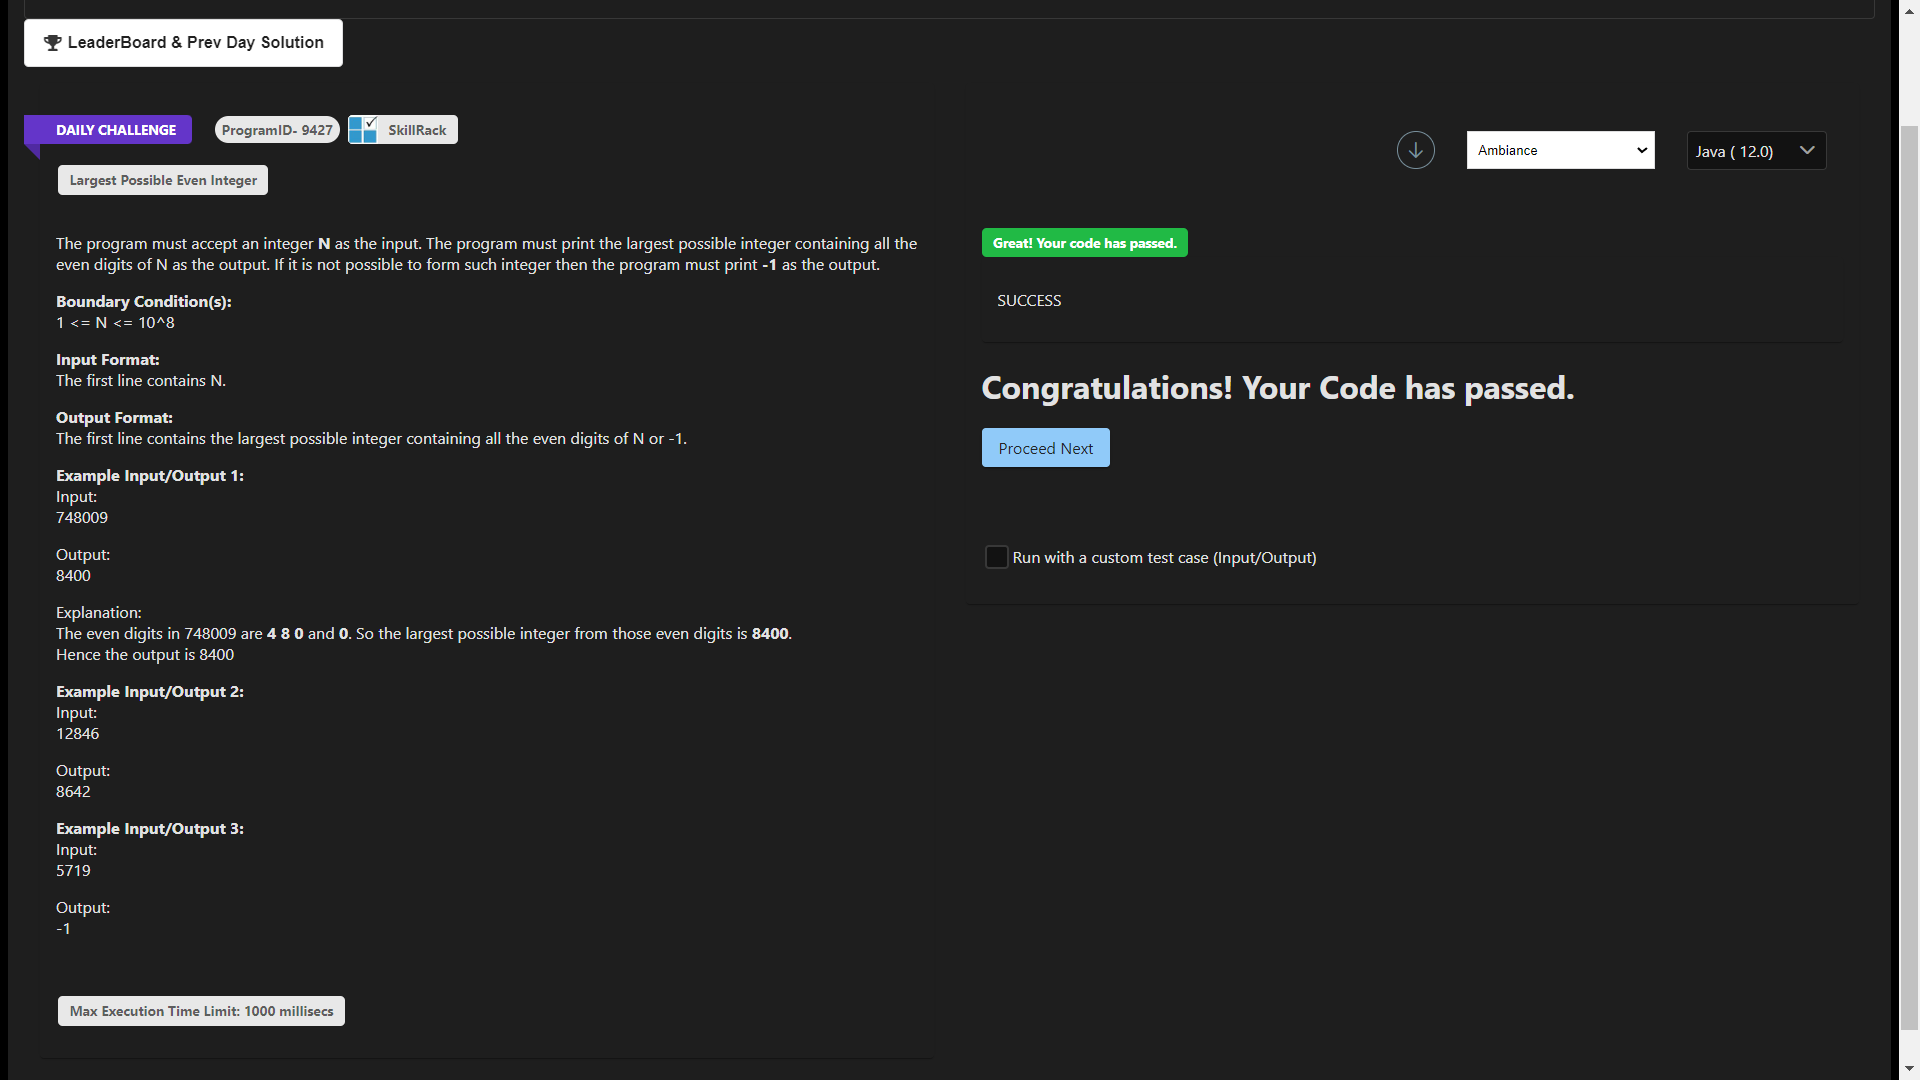 LeaderBoard & Prev Day Solution
DAILY CHALLENGE
ProgramID- 9427
SkillRack
Ambiance
Java ( 12.0)
Largest Possible Even Integer
The program must accept an integer N as the input. The program must print the largest possible integer containing all the
even digits of N as the output. If it is not possible to form such integer then the program must print -1 as the output.
Boundary Condition(s):
1 <= N <= 10^8
Input Format:
The first line contains N.
Output Format:
The first line contains the largest possible integer containing all the even digits of N or -1.
Example Input/Output 1:
Input:
748009
Output:
8400
Explanation:
The even digits in 748009 are 4 8 0 and 0. So the largest possible integer from those even digits is 8400.
Hence the output is 8400
Example Input/Output 2:
Input:
12846
Output:
8642
Example Input/Output 3:
Input:
5719
Output:
-1
Max Execution Time Limit: 1000 millisecs
Great! Your code has passed.
SUCCESS
Congratulations! Your Code has passed.
Proceed Next
Run with a custom test case (Input/Output)